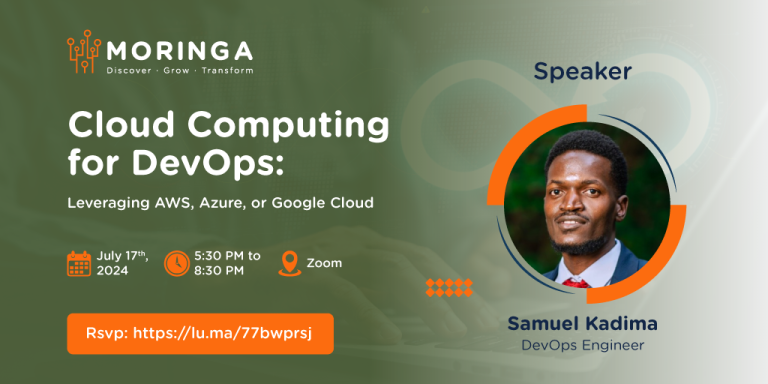 MORINGA
Discover · Grow · Transform
Cloud Computing
for DevOps:
Leveraging AWS, Azure, or Google Cloud
July 17th,
2024
5:30 PM to
8:30 PM
Zoom
Rsvp: https://lu.ma/77bwprsj
Speaker
Samuel Kadima
DevOps Engineer